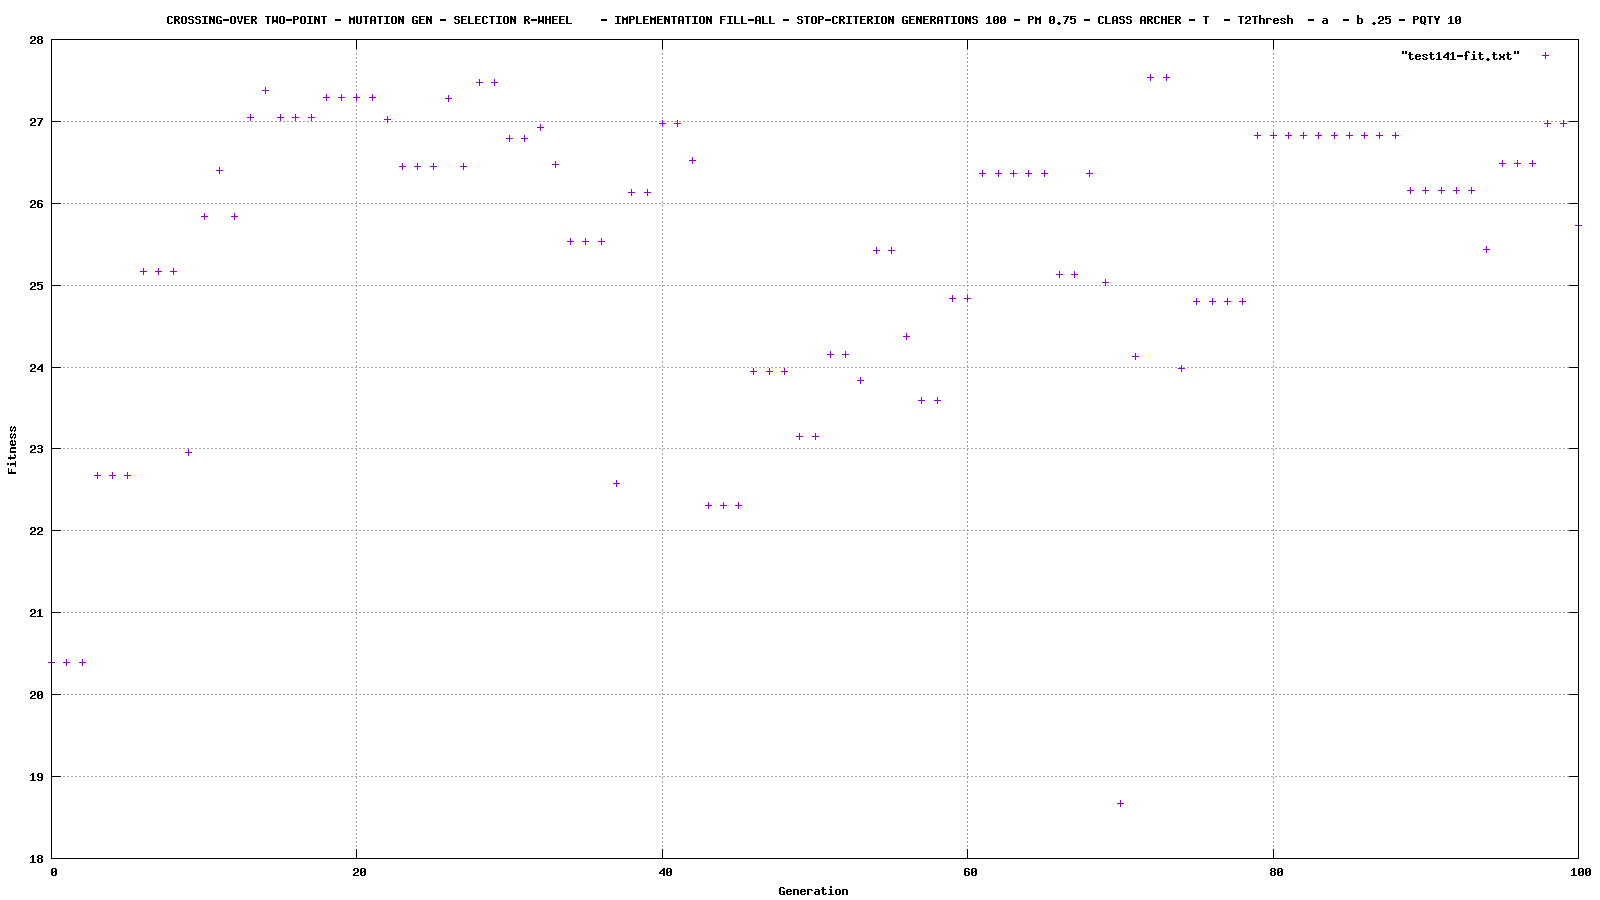 CROSSING-OVER TWO-POINT - MUTATION GEN - SELECTION R-WHEEL    - IMPLEMENTATION FILL-ALL - STOP-CRITERION GENERATIONS 100 - PM 0.75 - CLASS ARCHER - T  - T2Thresh  - a  - b .25 - PQTY 10
"test141-fit.txt"
28
27
26
25
24
23
22
21
20
19
18
Fitness
0 20 40 60 80 100
Generation